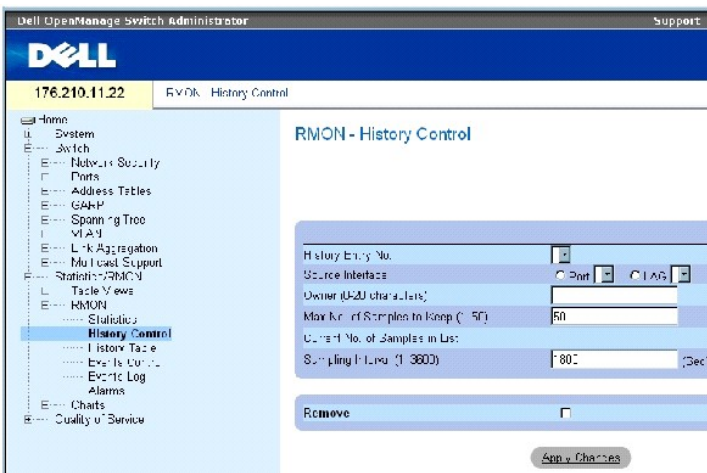 Dell OpenManage Switch Administrator Support
DELL
176.210.11.22 RMON - History Control
Home
System
Switch
Network Security
Ports
Address Tables
GARP
Spanning Tree
VLAN
Link Aggregation
Multicast Support
Statistics/RMON
Table Views
RMON
Statistics
History Control
History Table
Events Control
Events Log
Alarms
Charts
Quality of Service
RMON - History Control
History Entry No.
Source Interface Port LAG
Owner (0-20 characters)
Max No. of Samples to Keep (1-50) 50
Current No. of Samples in List
Sampling Interval (1-3600) 1800 (Sec)
Remove
Apply Changes